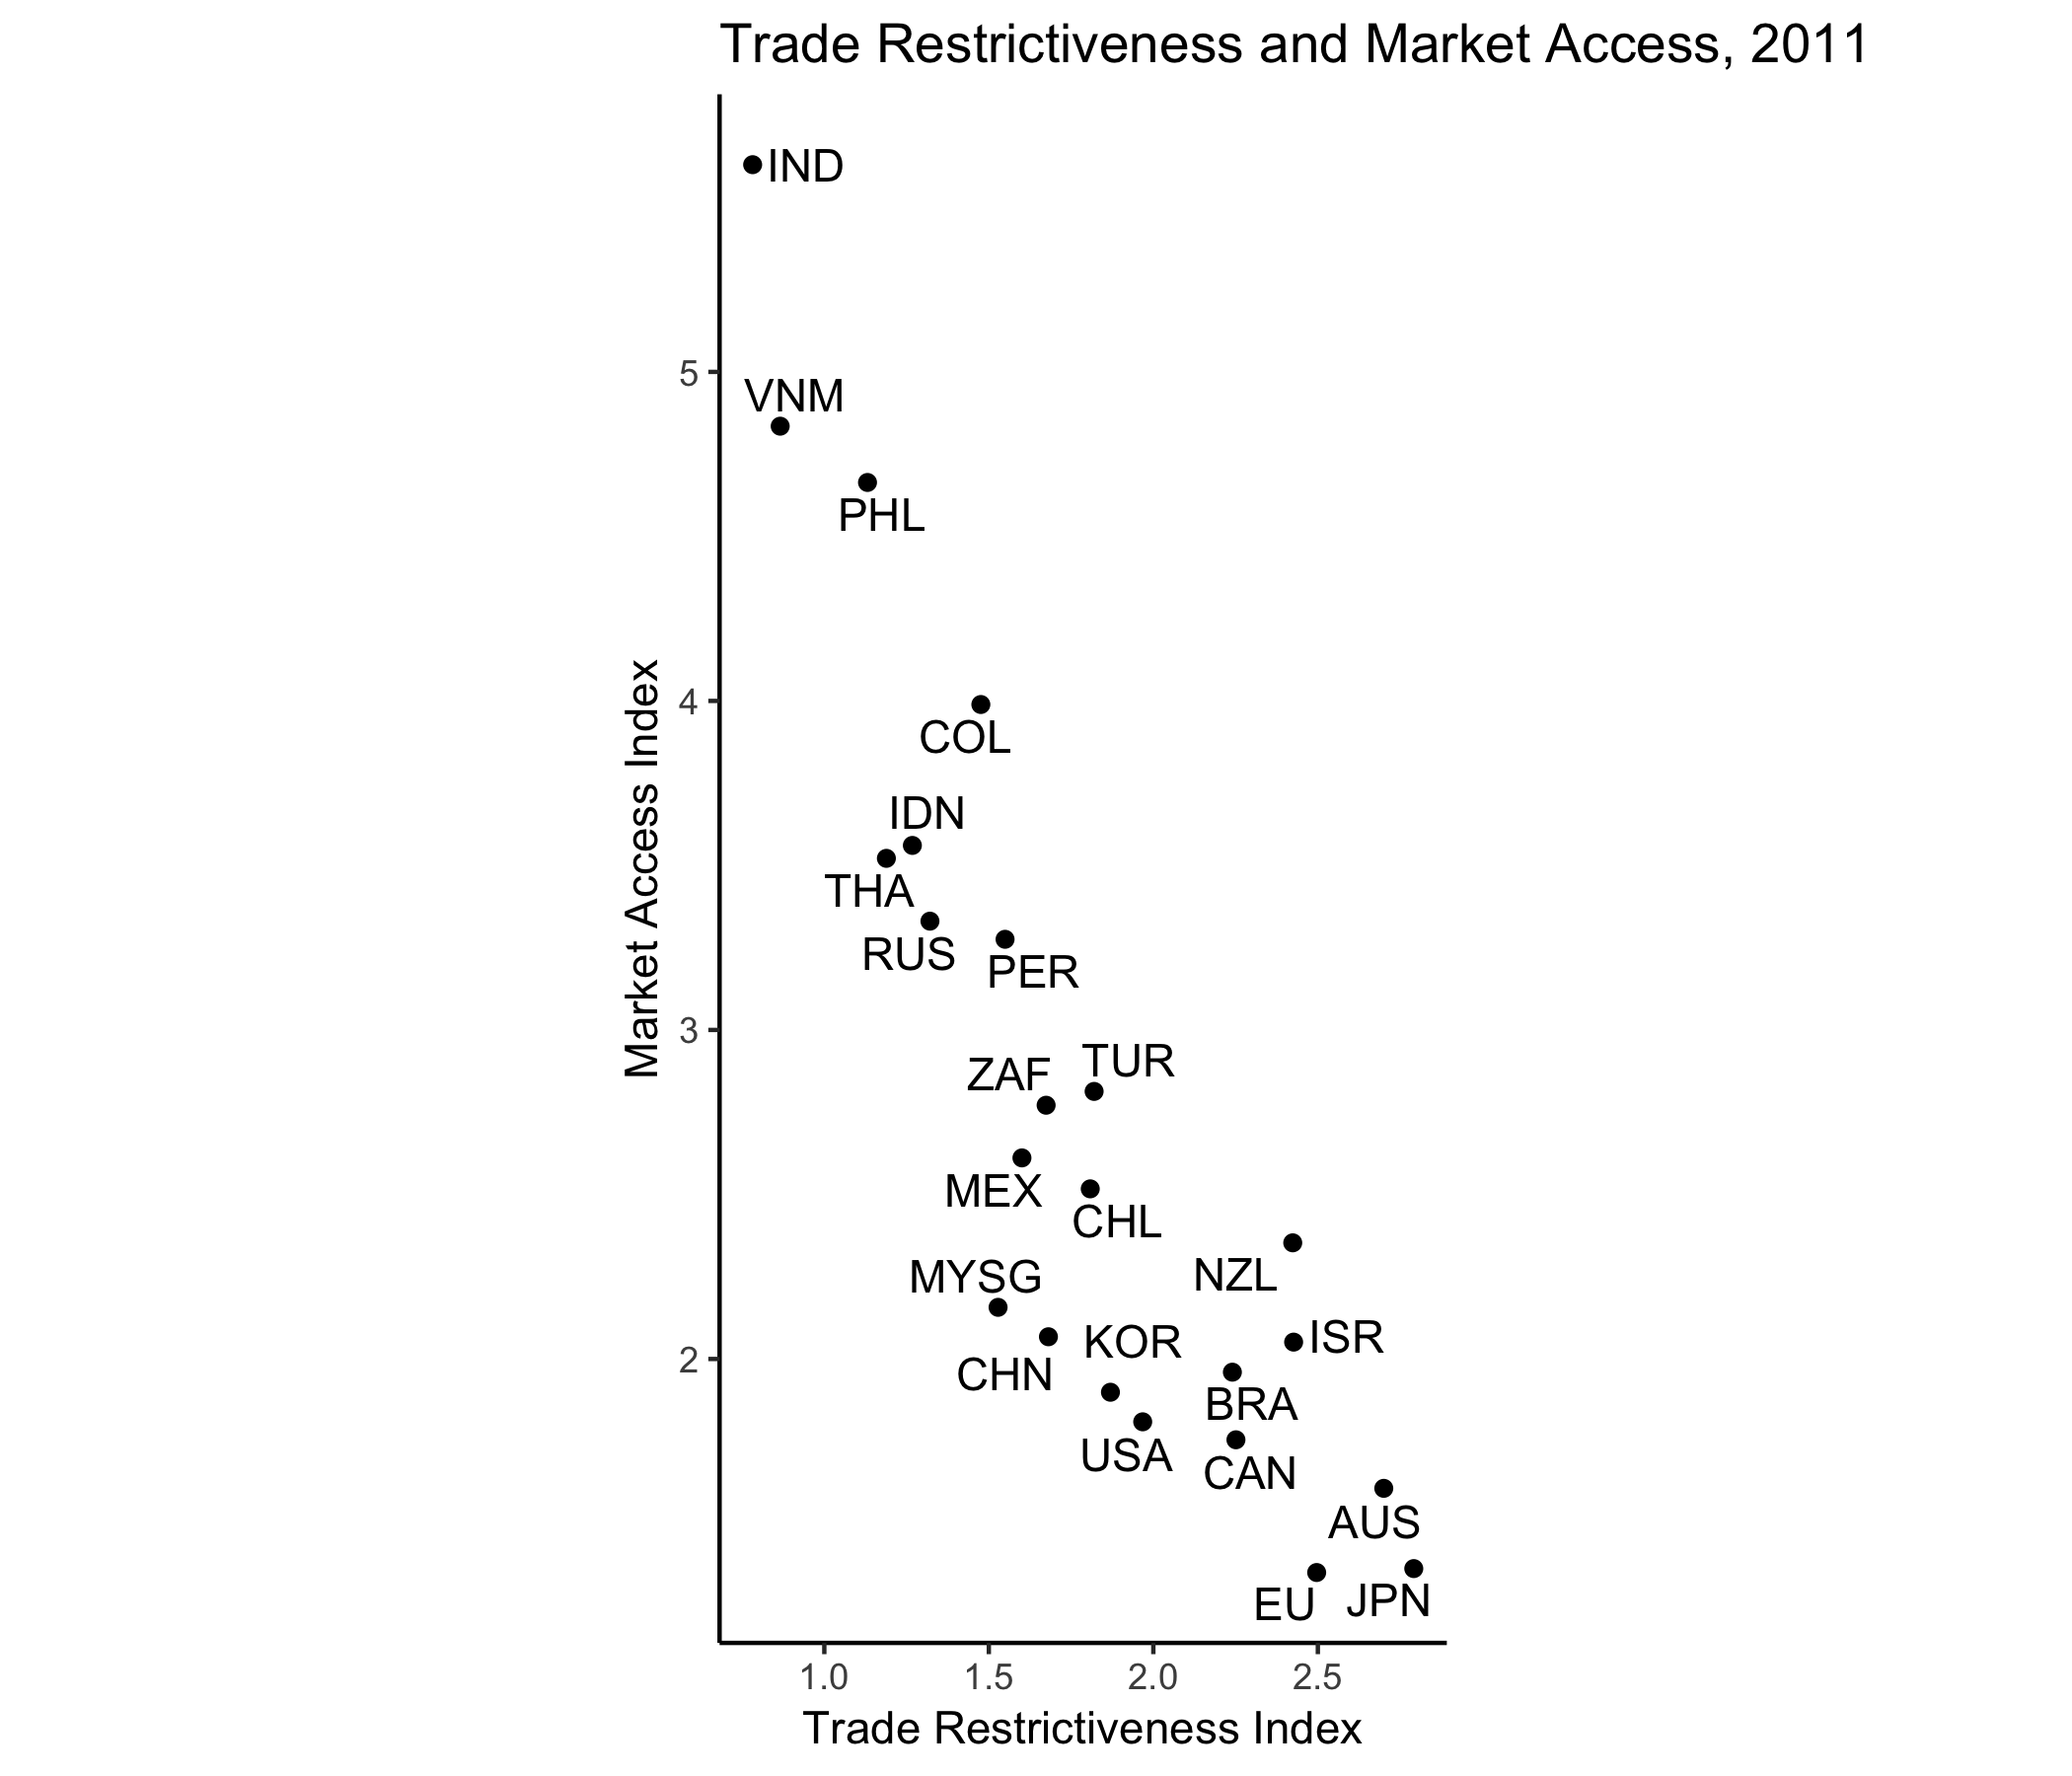 Trade Restrictiveness and Market Access, 2011
IND
5
VNM
PHL
4
COL
IDN
THA
RUS
PER
Market Access Index
3
ZAF
TUR
MEX
CHL
NZL
MYSG
KOR
ISR
2
CHN
BRA
USA
CAN
AUS
EU
JPN
1.0 1.5 2.0 2.5
Trade Restrictiveness Index